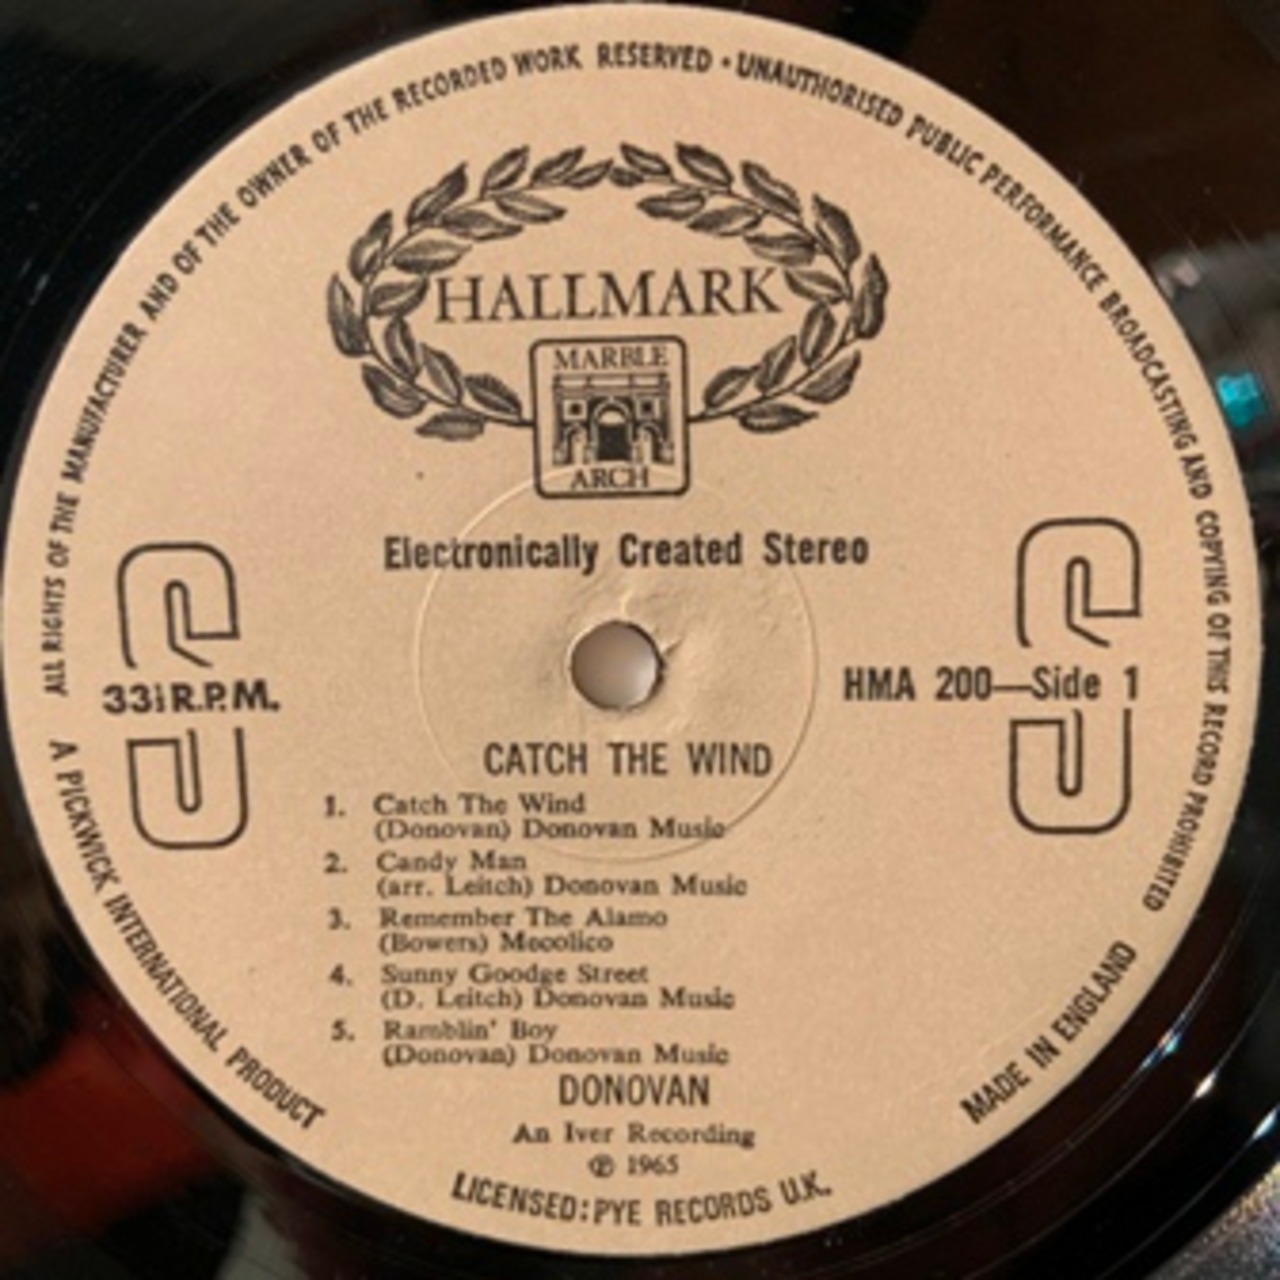 ALL RIGHTS OF THE MANUFACTURER AND OF THE OWNER OF THE RECORDED WORK RESERVED • UNAUTHORISED PUBLIC PERFORMANCE BROADCASTING AND COPYING OF THIS RECORD PROHIBITED
HALLMARK
MARBLE
ARCH
Electronically Created Stereo
33⅓ R.P.M.
HMA 200—Side 1
CATCH THE WIND
1. Catch The Wind
(Donovan) Donovan Music
2. Candy Man
(arr. Leitch) Donovan Music
3. Remember The Alamo
(Bowers) Mecolico
4. Sunny Goodge Street
(D. Leitch) Donovan Music
5. Ramblin' Boy
(Donovan) Donovan Music
DONOVAN
An Iver Recording
℗ 1965
LICENSED: PYE RECORDS U.K.
A PICKWICK INTERNATIONAL PRODUCT
MADE IN ENGLAND